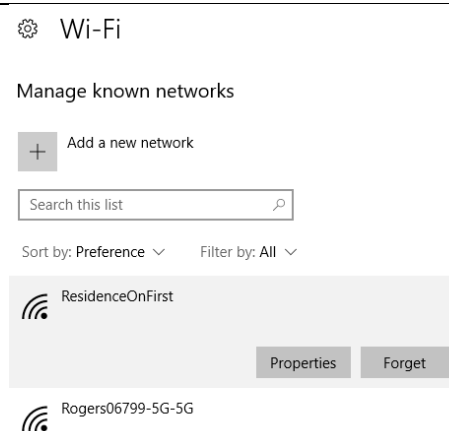 Wi-Fi
Manage known networks
Add a new network
Search this list
Sort by: Preference Filter by: All
ResidenceOnFirst
Properties Forget
Rogers06799-5G-5G